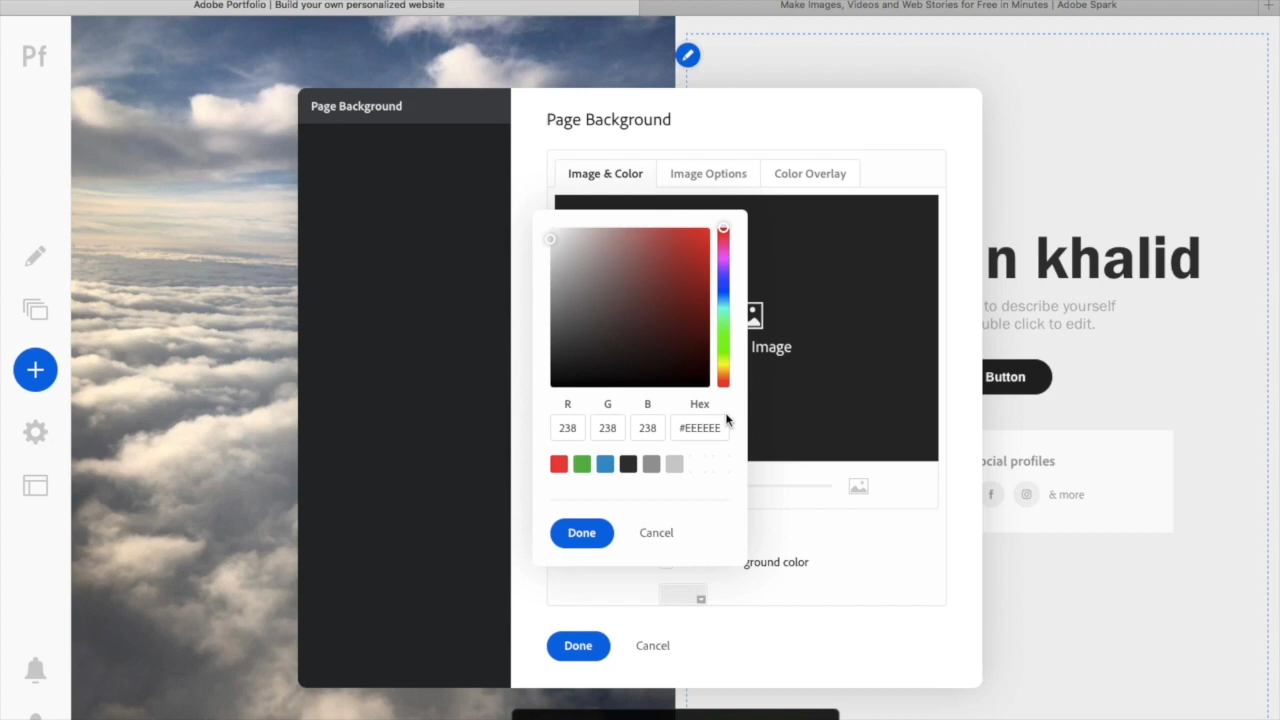 Adobe Portfolio | Build your own personalized website
Make Images, Videos and Web Stories for Free in Minutes | Adobe Spark
Pf
Page Background
Page Background
Image & Color
Image Options
Color Overlay
Image
R
G
B
Hex
238
238
238
#EEEEEE
Done
Cancel
ground color
Done
Cancel
n khalid
to describe yourself
uble click to edit.
Button
ocial profiles
& more